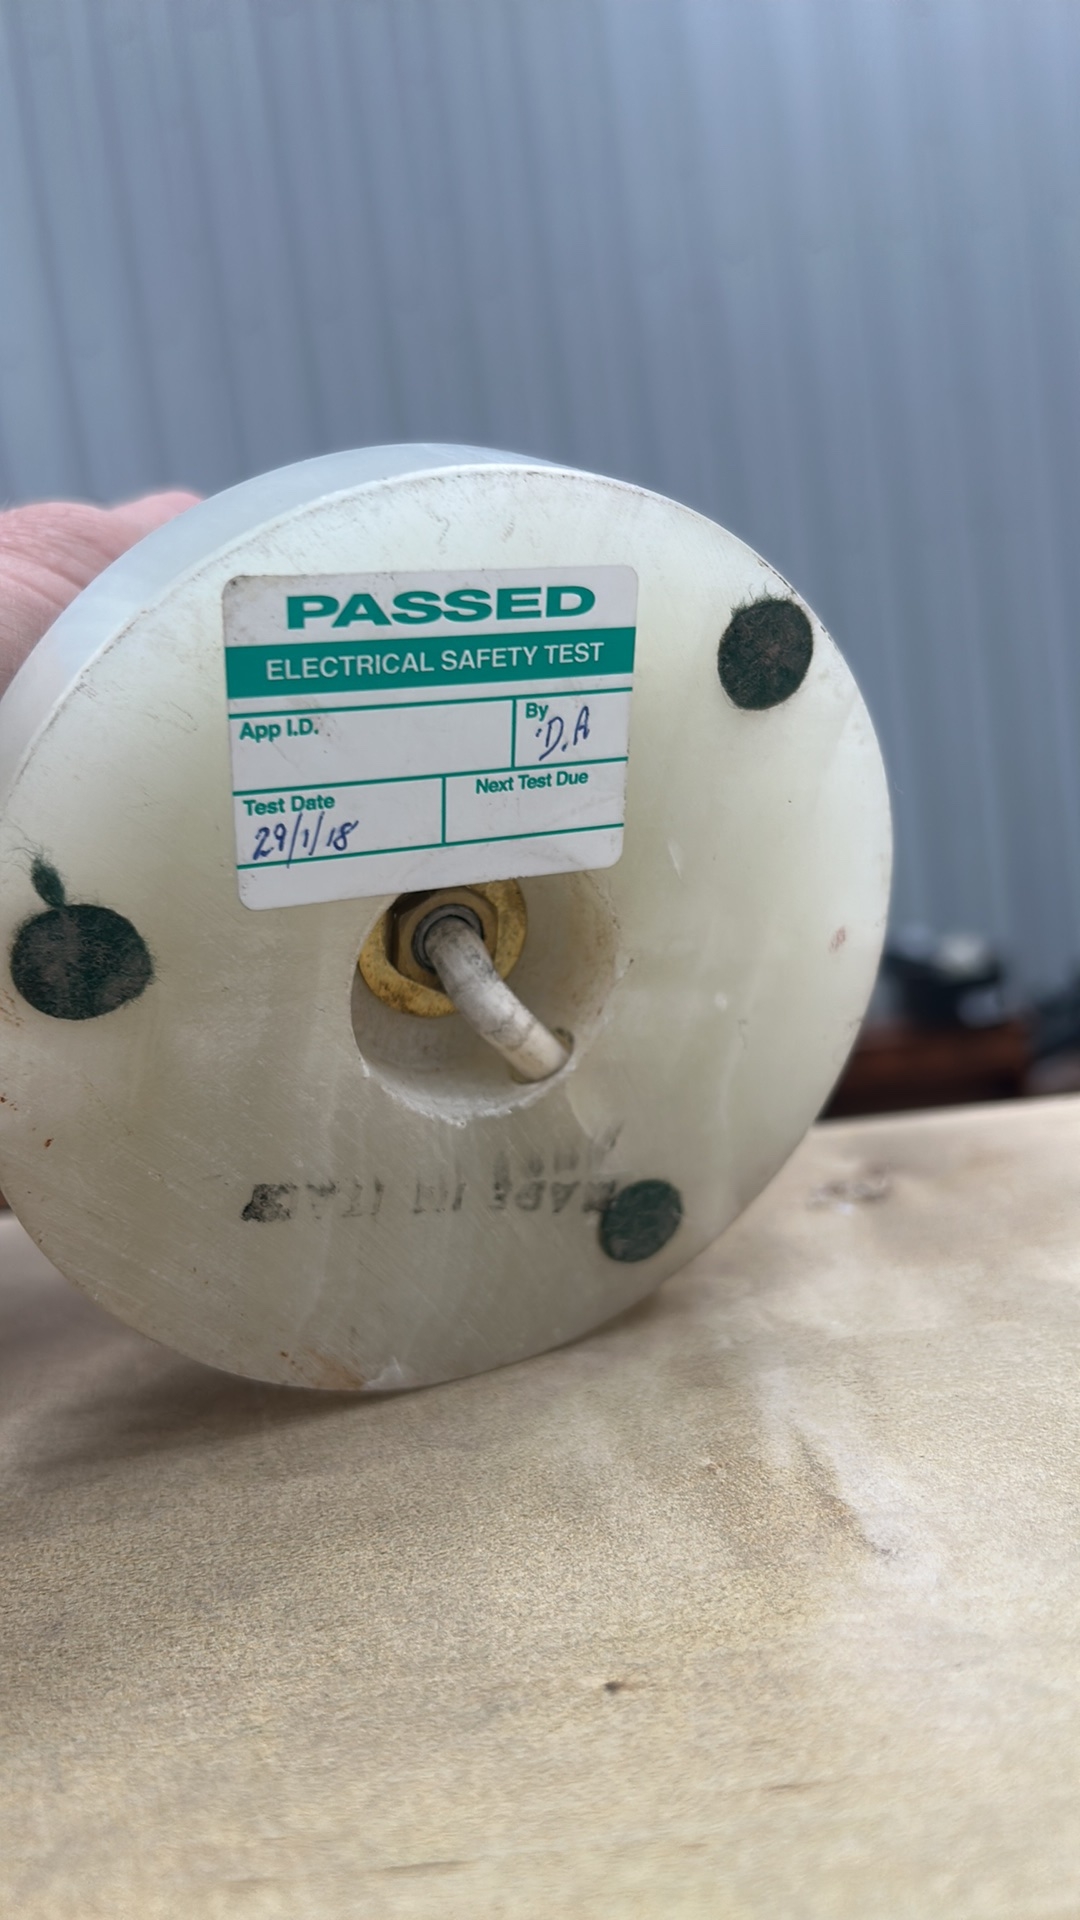 PASSED
ELECTRICAL SAFETY TEST
App I.D.
By
D.A
Test Date
29/1/18
Next Test Due
MADE IN ITALY